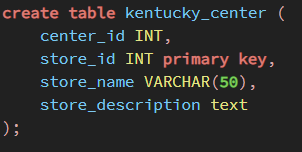 create table kentucky_center (
    center_id INT,
    store_id INT primary key,
    store_name VARCHAR(50),
    store_description text
);